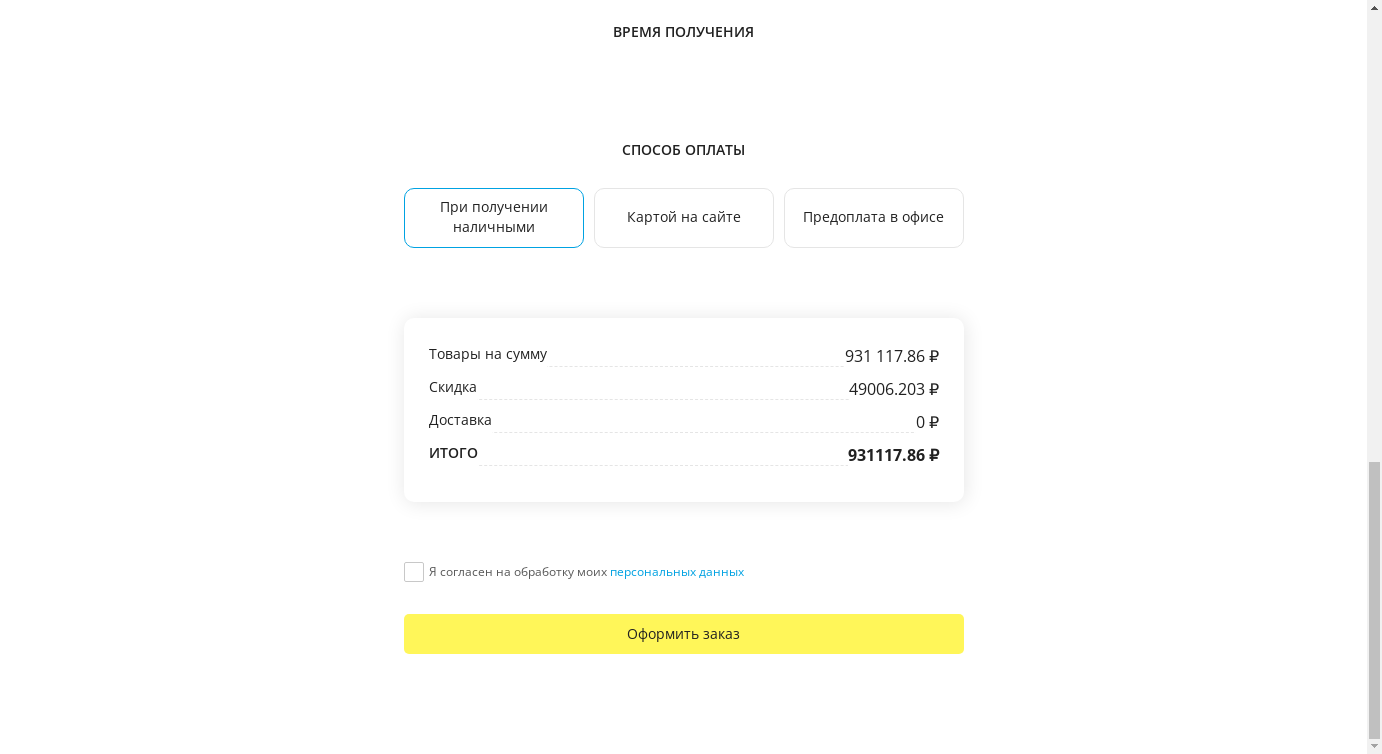 ВРЕМЯ ПОЛУЧЕНИЯ
СПОСОБ ОПЛАТЫ
При получении
наличными
Картой на сайте
Предоплата в офисе
Товары на сумму 931 117.86 ₽
Скидка 49006.203 ₽
Доставка 0 ₽
ИТОГО 931117.86 ₽
Я согласен на обработку моих персональных данных
Оформить заказ